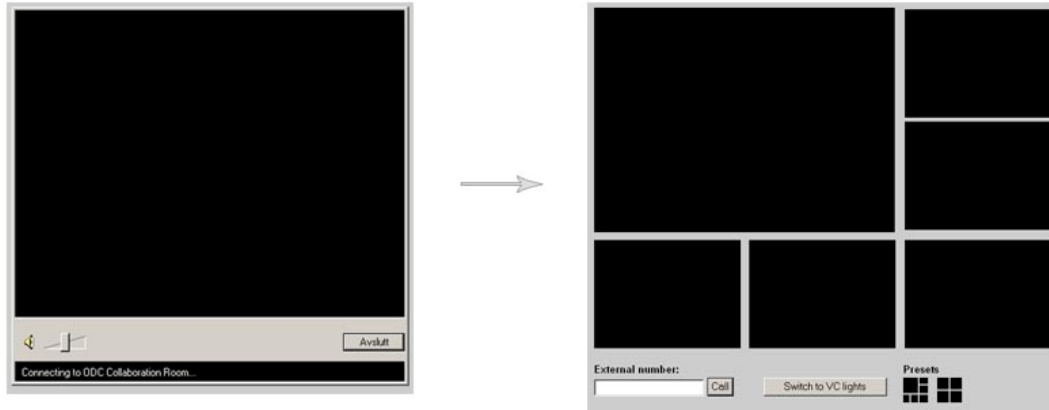 Avslutt
Connecting to ODC Collaboration Room...
External number:
Call
Switch to VC lights
Presets